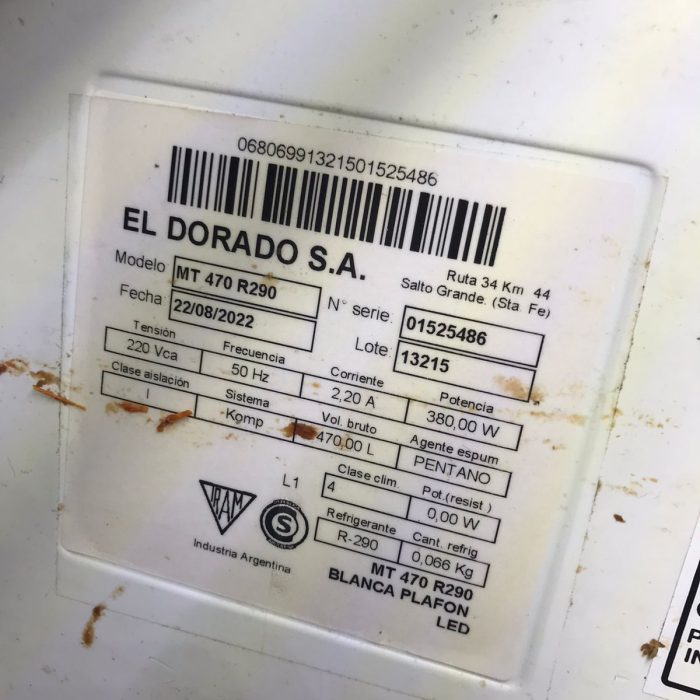 06806991321501525486
EL DORADO S.A.
Ruta 34 Km 44
Salto Grande. (Sta. Fe)
Modelo MT 470 R290
N° serie. 01525486
Fecha. 22/08/2022
Lote. 13215
Tensión Frecuencia Corriente Potencia
220 Vca 50 Hz 2,20 A 380,00 W
Clase aislación Sistema Vol. bruto Agente espum
I Komp 470,00 L PENTANO
L1 Clase clim. Pot.(resist.)
4 0,00 W
Refrigerante Cant. refrig
R-290 0,066 Kg
IRAM
S
Industria Argentina
MT 470 R290
BLANCA PLAFON
LED
P
IN